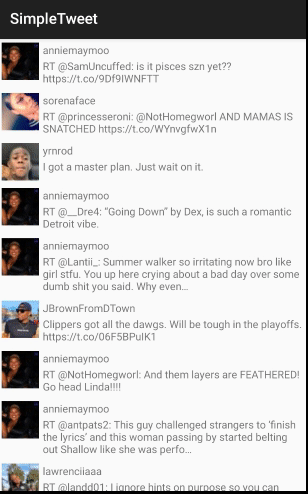 SimpleTweet
anniemaymoo
RT @SamUncuffed: is it pisces szn yet??
https://t.co/9Df9IWNFTT
sorenaface
RT @princesseroni: @NotHomegworl AND MAMAS IS
SNATCHED https://t.co/WYnvgfwX1n
yrnrod
I got a master plan. Just wait on it.
anniemaymoo
RT @__Dre4: “Going Down” by Dex, is such a romantic
Detroit vibe.
anniemaymoo
RT @Lantii_: Summer walker so irritating now bro like
girl stfu. You up here crying about a bad day over some
dumb shit you said. Why even…
JBrownFromDTown
Clippers got all the dawgs. Will be tough in the playoffs.
https://t.co/06F5BPuIK1
anniemaymoo
RT @NotHomegworl: And them layers are FEATHERED!
Go head Linda!!!!
anniemaymoo
RT @antpats2: This guy challenged strangers to ‘finish
the lyrics’ and this woman passing by started belting
out Shallow like she was perfo…
lawrenciiaaa
RT @landd01: I ignore hints on purpose so you can